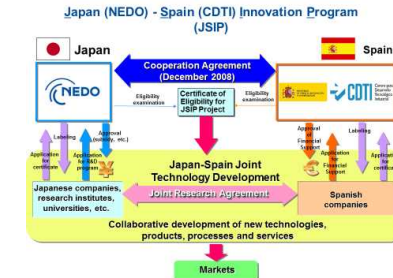 Japan (NEDO) - Spain (CDTI) Innovation Program
(JSIP)
Japan
Spain
Cooperation Agreement
(December 2008)
NEDO
Eligibility
examination
Certificate of
Eligibility for
JSIP Project
Eligibility
examination
CDTI
Application
for
certificate
Labeling
Application
for R&D
program
Approval
(subsidy, etc.)
¥
Approval
of
Financial
Support
€
Application
for
Financial
Support
Labeling
Application
for
certificate
Japan-Spain Joint
Technology Development
Japanese companies,
research institutes,
universities, etc.
Joint Research Agreement
Spanish
companies
Collaborative development of new technologies,
products, processes and services
Markets